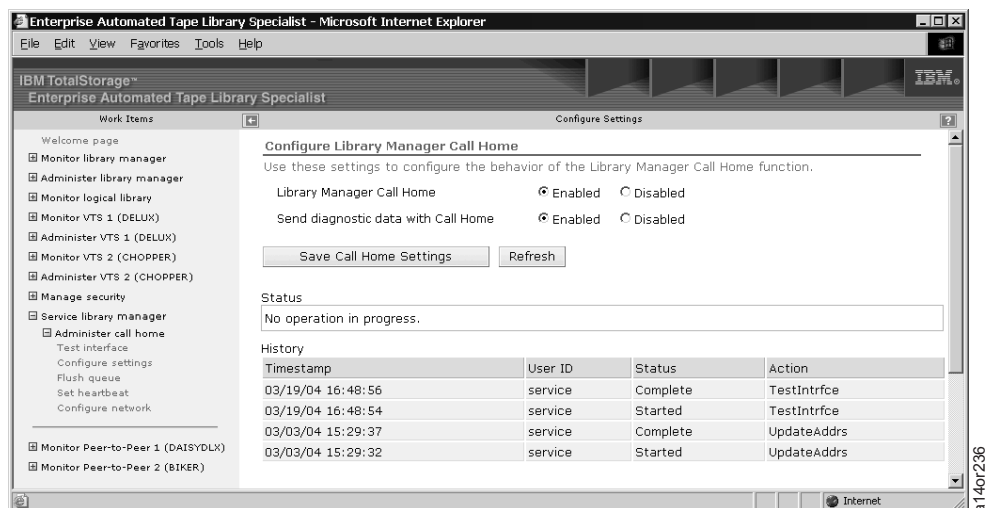 Enterprise Automated Tape Library Specialist - Microsoft Internet Explorer
File Edit View Favorites Tools Help
IBM TotalStorage™
Enterprise Automated Tape Library Specialist
IBM®
Work Items
Configure Settings
?
Welcome page
Monitor library manager
Administer library manager
Monitor logical library
Monitor VTS 1 (DELUX)
Administer VTS 1 (DELUX)
Monitor VTS 2 (CHOPPER)
Administer VTS 2 (CHOPPER)
Manage security
Service library manager
Administer call home
Test interface
Configure settings
Flush queue
Set heartbeat
Configure network
Monitor Peer-to-Peer 1 (DAISYDLX)
Monitor Peer-to-Peer 2 (BIKER)
Configure Library Manager Call Home
Use these settings to configure the behavior of the Library Manager Call Home function.
Library Manager Call Home Enabled Disabled
Send diagnostic data with Call Home Enabled Disabled
Save Call Home Settings Refresh
Status
No operation in progress.
History
Timestamp User ID Status Action
03/19/04 16:48:56 service Complete TestIntrfce
03/19/04 16:48:54 service Started TestIntrfce
03/03/04 15:29:37 service Complete UpdateAddrs
03/03/04 15:29:32 service Started UpdateAddrs
Internet
a14or236